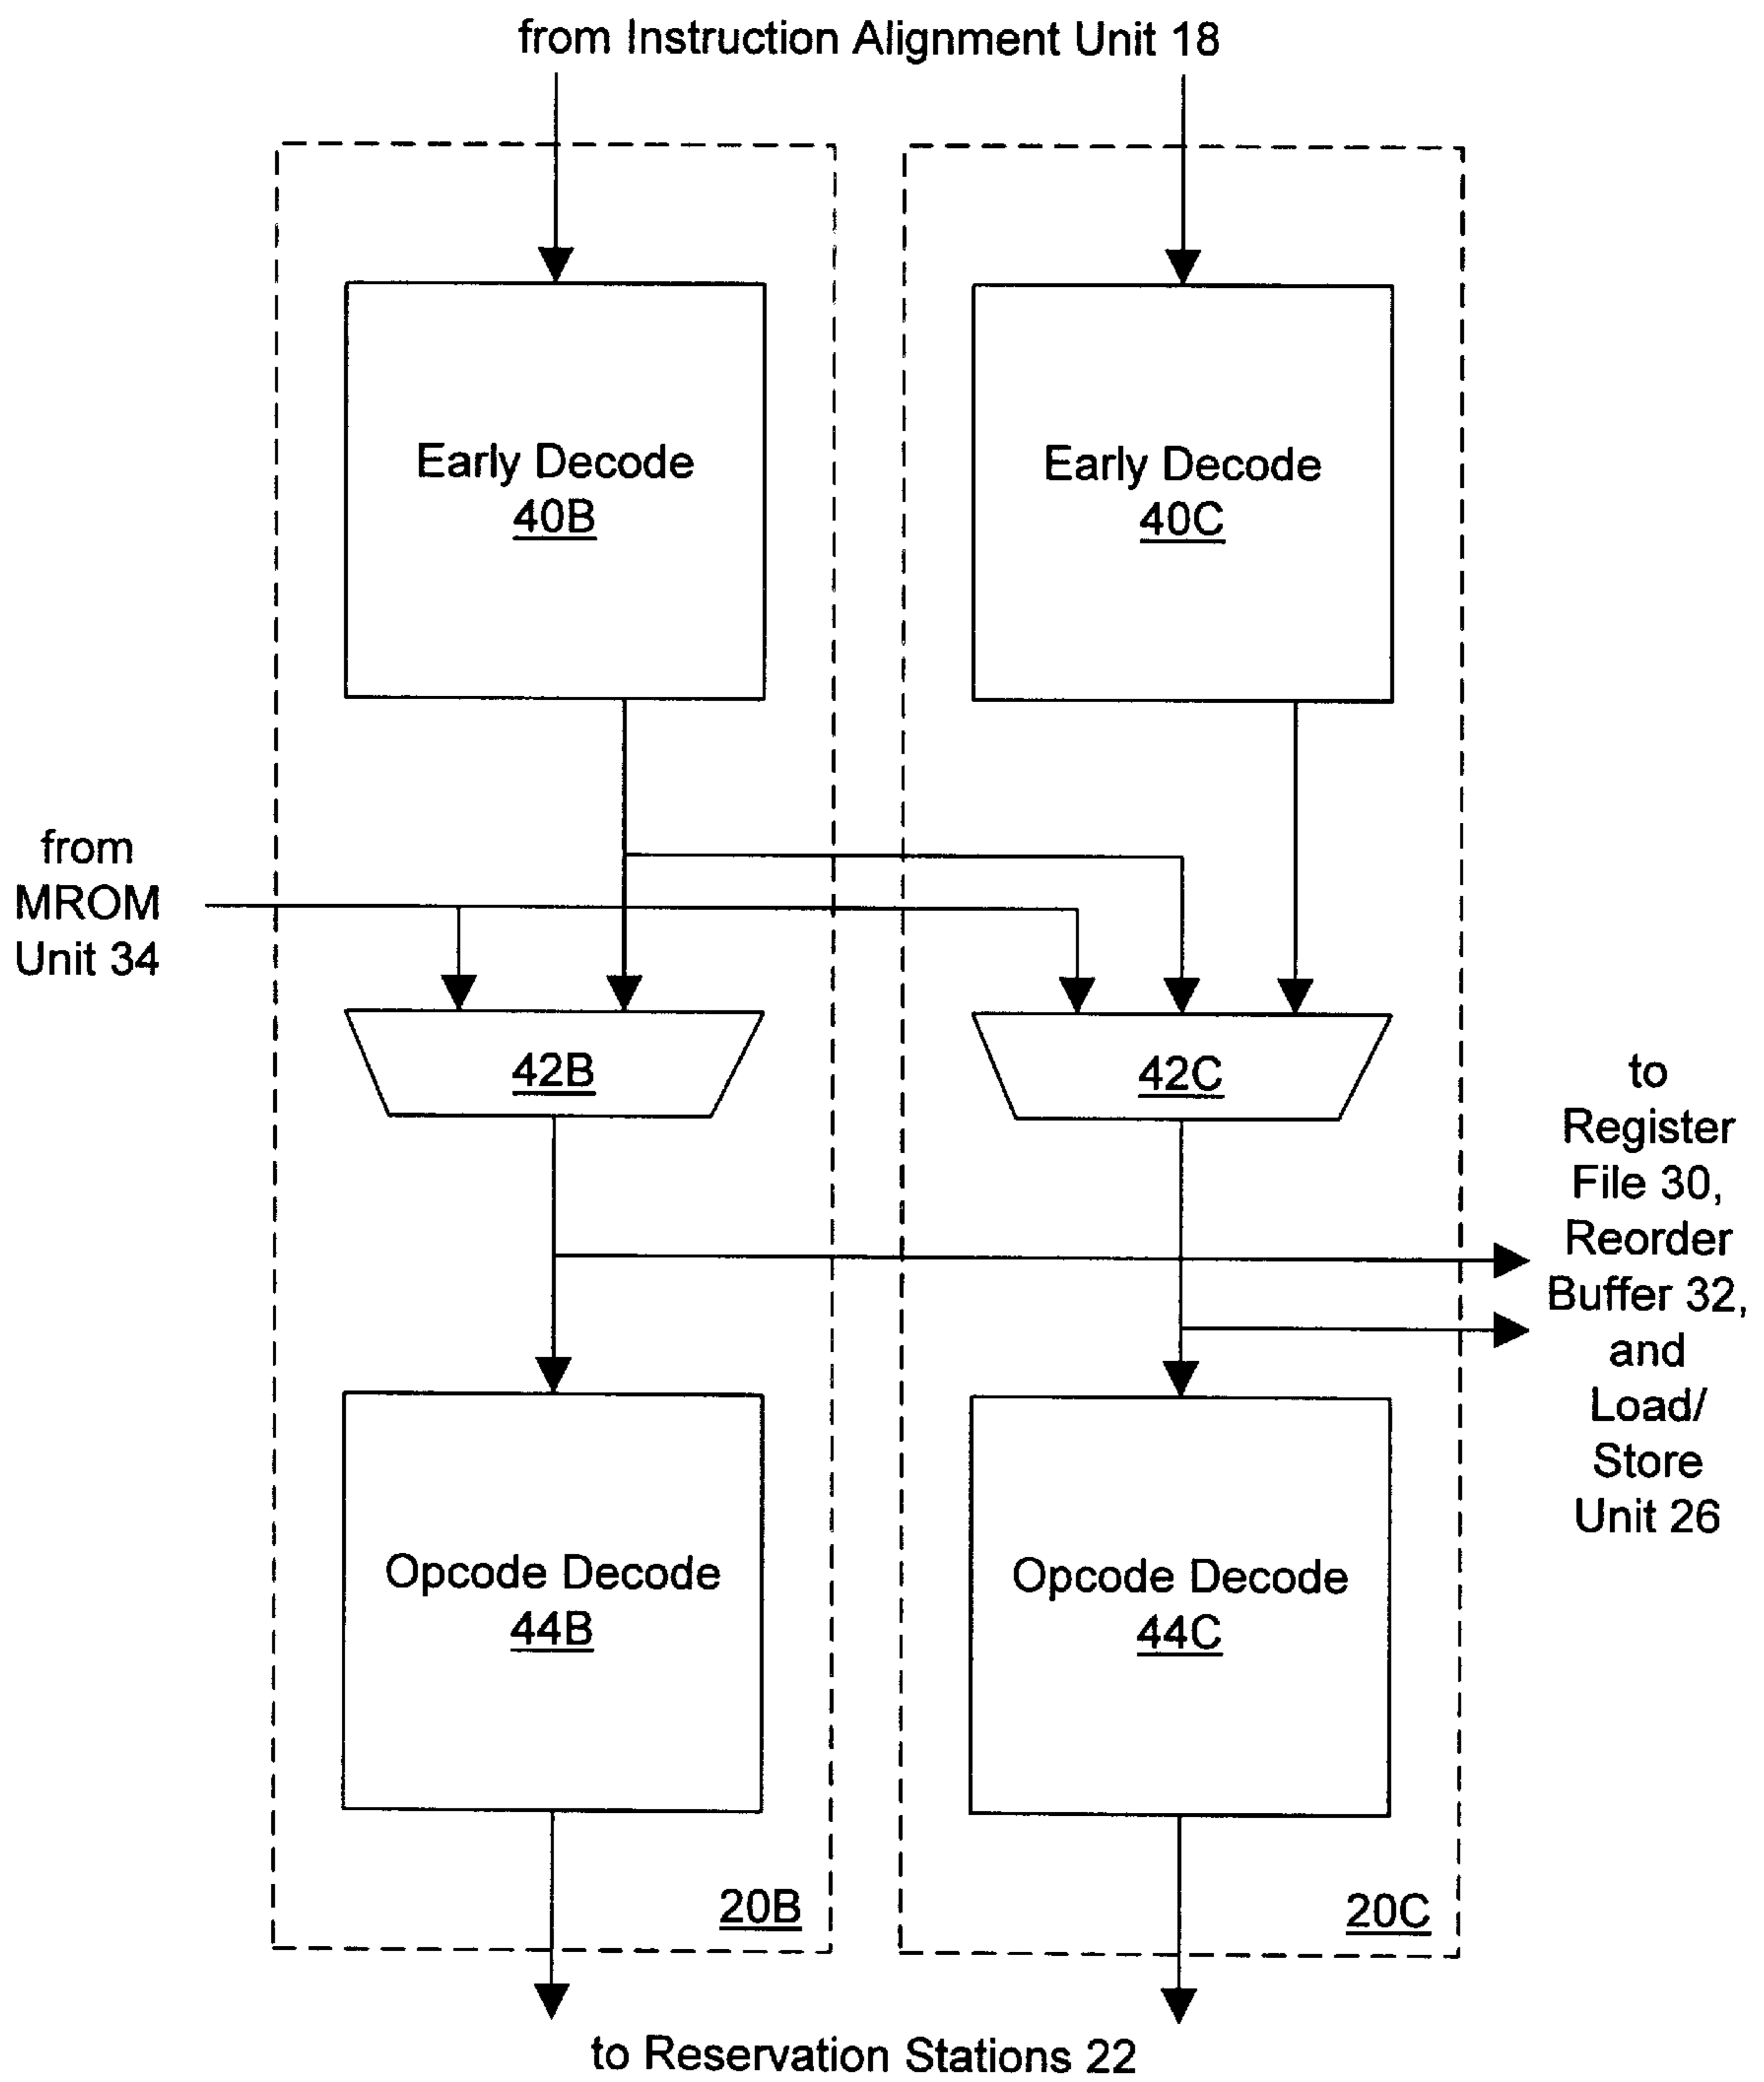 from Instruction Alignment Unit 18
Early Decode
40B
Early Decode
40C
from
MROM
Unit 34
42B
42C
to
Register
File 30,
Reorder
Buffer 32,
and
Load/
Store
Unit 26
Opcode Decode
44B
Opcode Decode
44C
20B
20C
to Reservation Stations 22